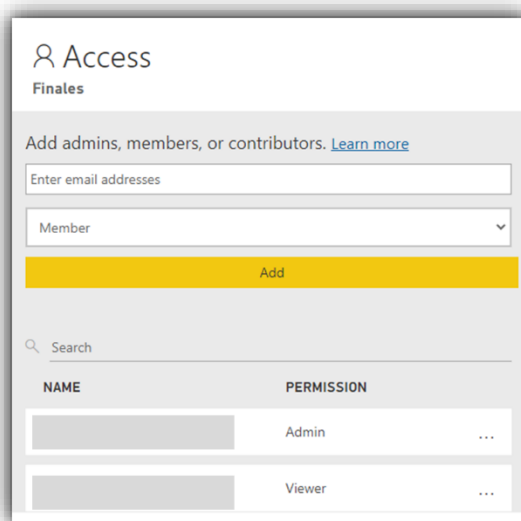 Access
Finales
Add admins, members, or contributors. Learn more
Enter email addresses
Member
Add
Search
NAME PERMISSION
Admin ...
Viewer ...